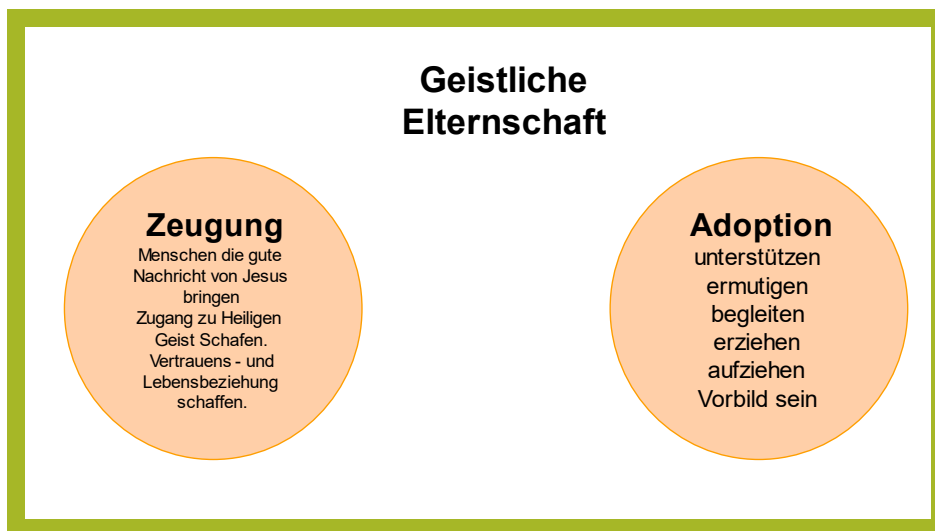 Geistliche
Elternschaft
Zeugung
Menschen die gute
Nachricht von Jesus
bringen
Zugang zu Heiligen
Geist Schafen.
Vertrauens - und
Lebensbeziehung
schaffen.
Adoption
unterstützen
ermutigen
begleiten
erziehen
aufziehen
Vorbild sein